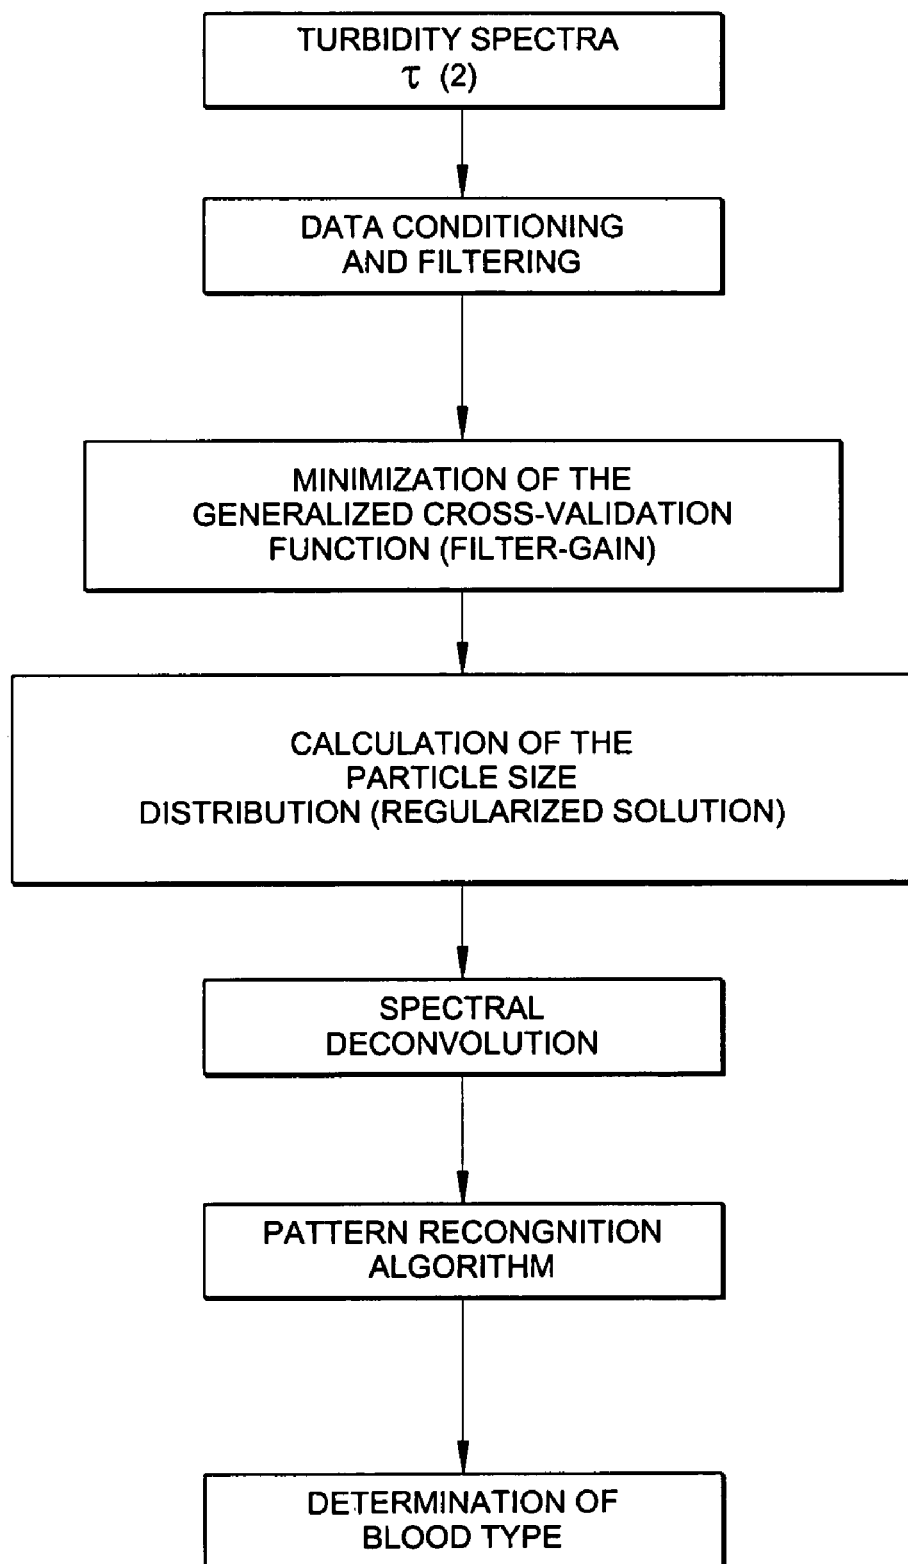 TURBIDITY SPECTRA
τ (2)
DATA CONDITIONING
AND FILTERING
MINIMIZATION OF THE
GENERALIZED CROSS-VALIDATION
FUNCTION (FILTER-GAIN)
CALCULATION OF THE
PARTICLE SIZE
DISTRIBUTION (REGULARIZED SOLUTION)
SPECTRAL
DECONVOLUTION
PATTERN RECONGNITION
ALGORITHM
DETERMINATION OF
BLOOD TYPE